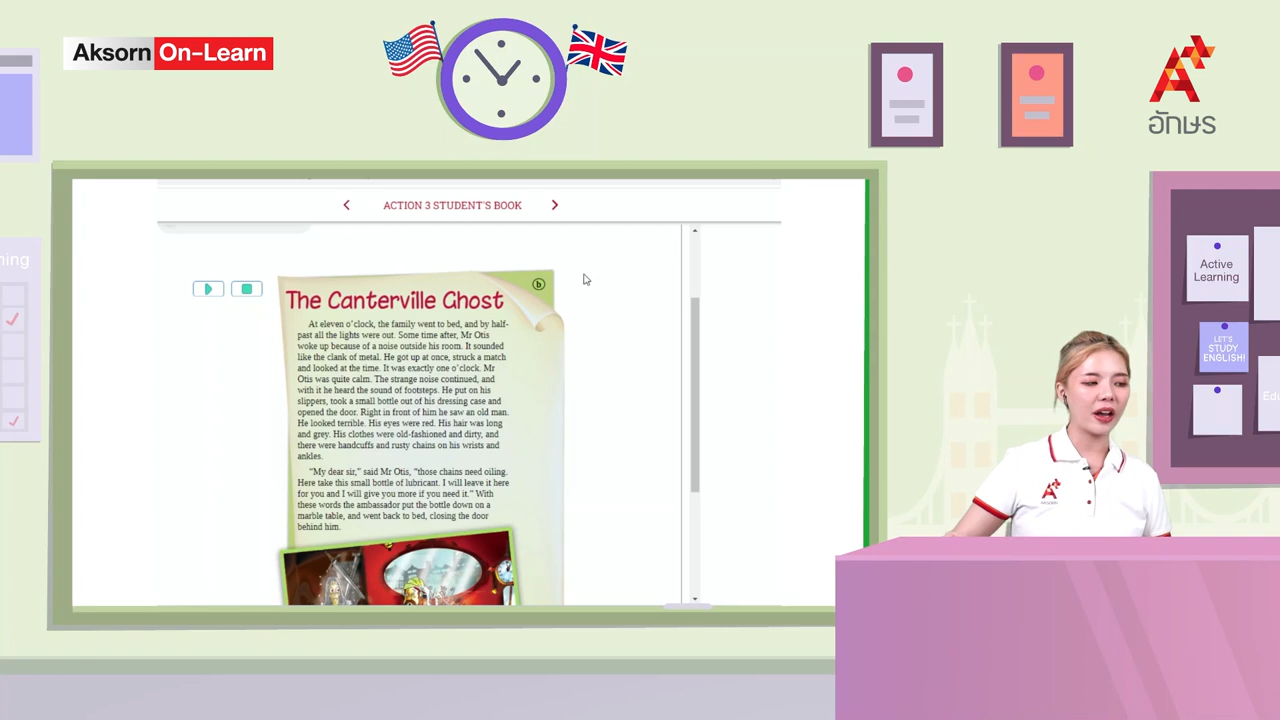 Aksorn On-Learn
อักษร
ACTION 3 STUDENT'S BOOK
b
The Canterville Ghost
At eleven o'clock, the family went to bed, and by half-
past all the lights were out. Some time after, Mr Otis
woke up because of a noise outside his room. It sounded
like the clank of metal. He got up at once, struck a match
and looked at the time. It was exactly one o'clock. Mr
Otis was quite calm. The strange noise continued, and
with it he heard the sound of footsteps. He put on his
slippers, took a small bottle out of his dressing case and
opened the door. Right in front of him he saw an old man.
He looked terrible. His eyes were red. His hair was long
and grey. His clothes were old-fashioned and dirty, and
there were handcuffs and rusty chains on his wrists and
ankles.
"My dear sir," said Mr Otis, "those chains need oiling.
Here take this small bottle of lubricant. I will leave it here
for you and I will give you more if you need it." With
these words the ambassador put the bottle down on a
marble table, and went back to bed, closing the door
behind him.
ning
Active
Learning
LET'S
STUDY
ENGLISH!
Edu